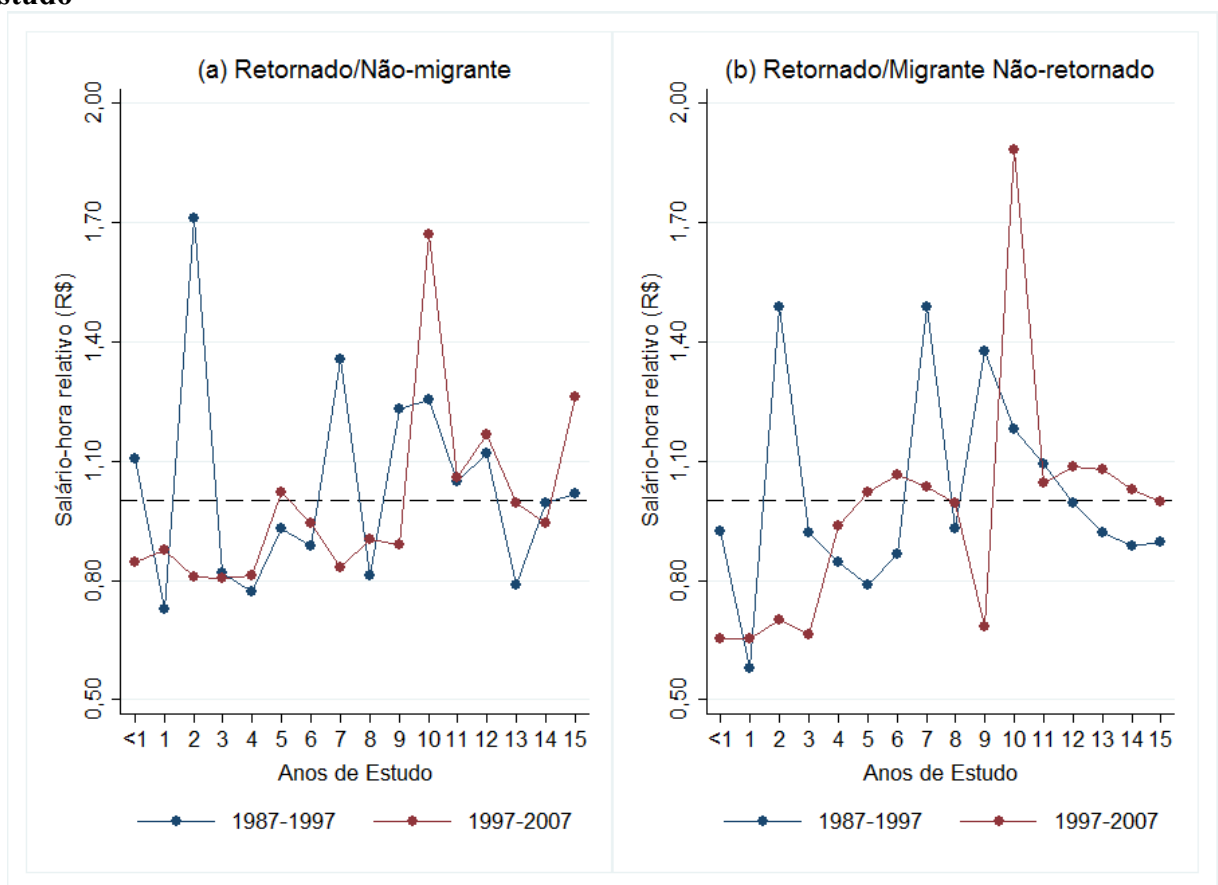 estudo
(a) Retornado/Não-migrante
2,00
1,70
1,40
1,10
0,80
0,50
Salário-hora relativo (R$)
<1 1 2 3 4 5 6 7 8 9 10 11 12 13 14 15
Anos de Estudo
1987-1997 1997-2007
(b) Retornado/Migrante Não-retornado
2,00
1,70
1,40
1,10
0,80
0,50
Salário-hora relativo (R$)
<1 1 2 3 4 5 6 7 8 9 10 11 12 13 14 15
Anos de Estudo
1987-1997 1997-2007